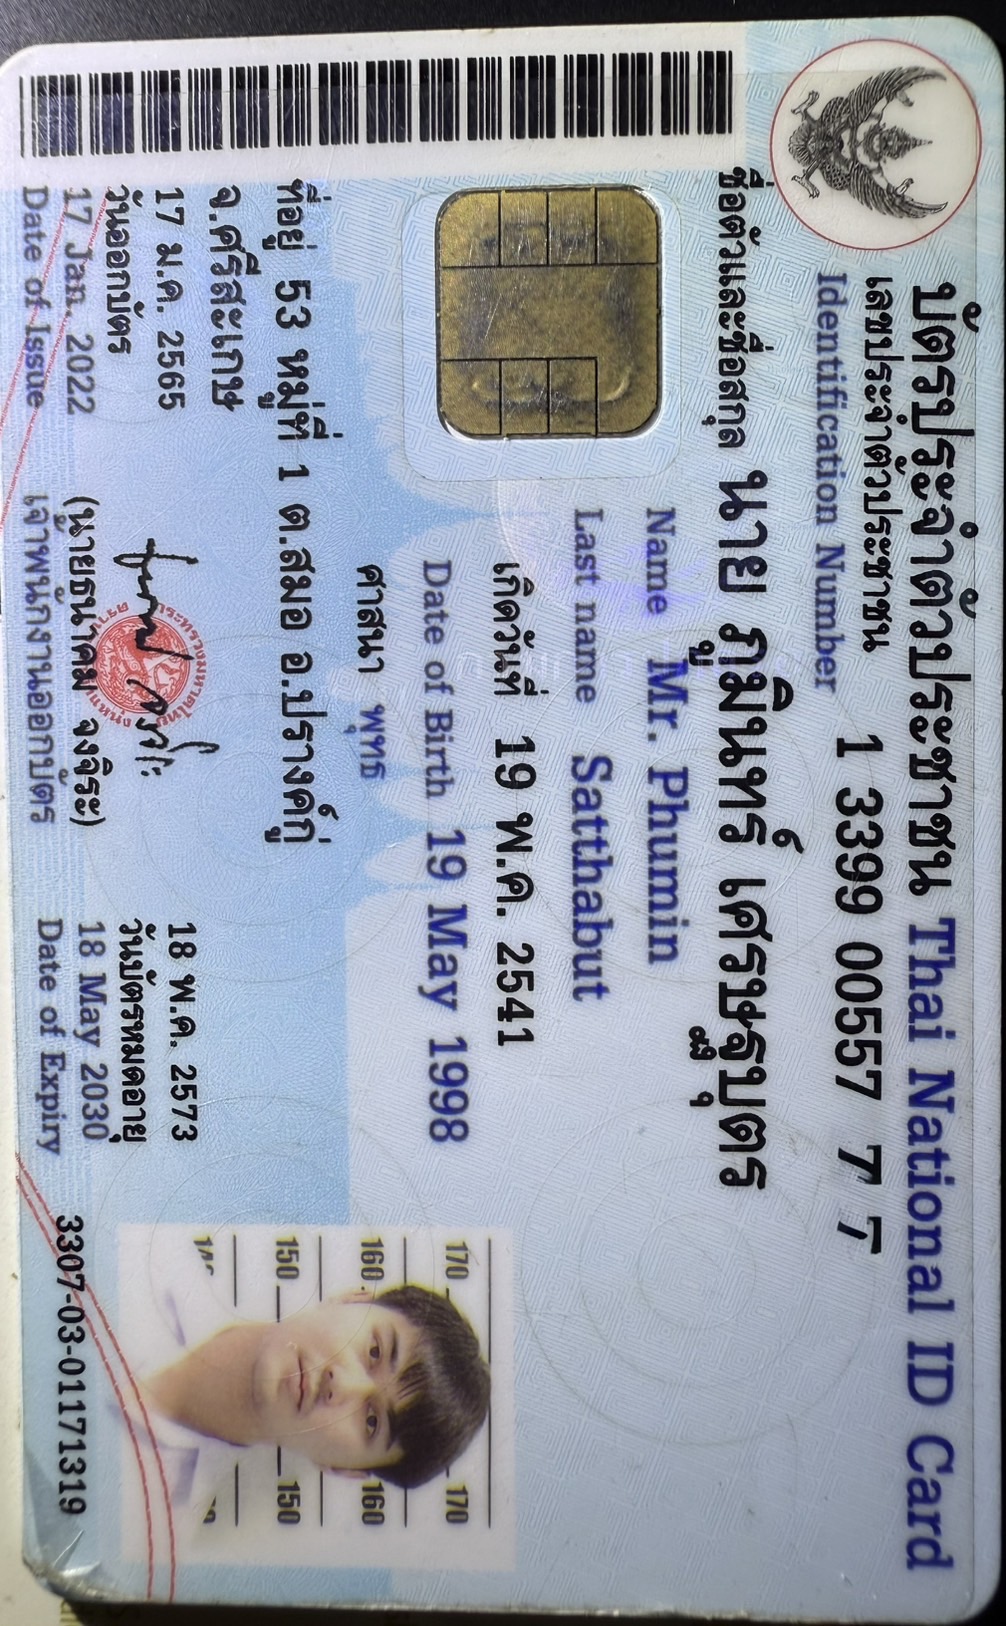 บัตรประจำตัวประชาชน Thai National ID Card
เลขประจำตัวประชาชน 1 3399 00557 77 7
Identification Number
ชื่อตัวและชื่อสกุล นาย ภูมินทร์ เศรษฐบุตร
Name Mr. Phumin
Last name Satthabut
เกิดวันที่ 19 พ.ค. 2541
Date of Birth 19 May 1998
ศาสนา พุทธ
ที่อยู่ 53 หมู่ที่ 1 ต.สมอ อ.ปรางค์กู่
จ.ศรีสะเกษ
17 ม.ค. 2565
วันออกบัตร
17 Jan. 2022
Date of Issue
(นายธนาคม จงจิระ)
เจ้าพนักงานออกบัตร
18 พ.ค. 2573
วันบัตรหมดอายุ
18 May 2030
Date of Expiry
170 170
160 160
150 150
3307-03-01171319